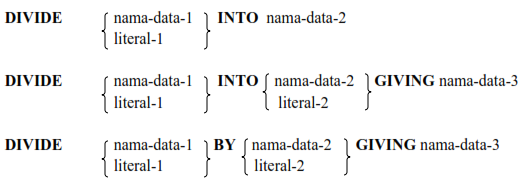 DIVIDE { nama-data-1 } INTO nama-data-2
literal-1
DIVIDE { nama-data-1 } INTO { nama-data-2 } GIVING nama-data-3
literal-1 literal-2
DIVIDE { nama-data-1 } BY { nama-data-2 } GIVING nama-data-3
literal-1 literal-2